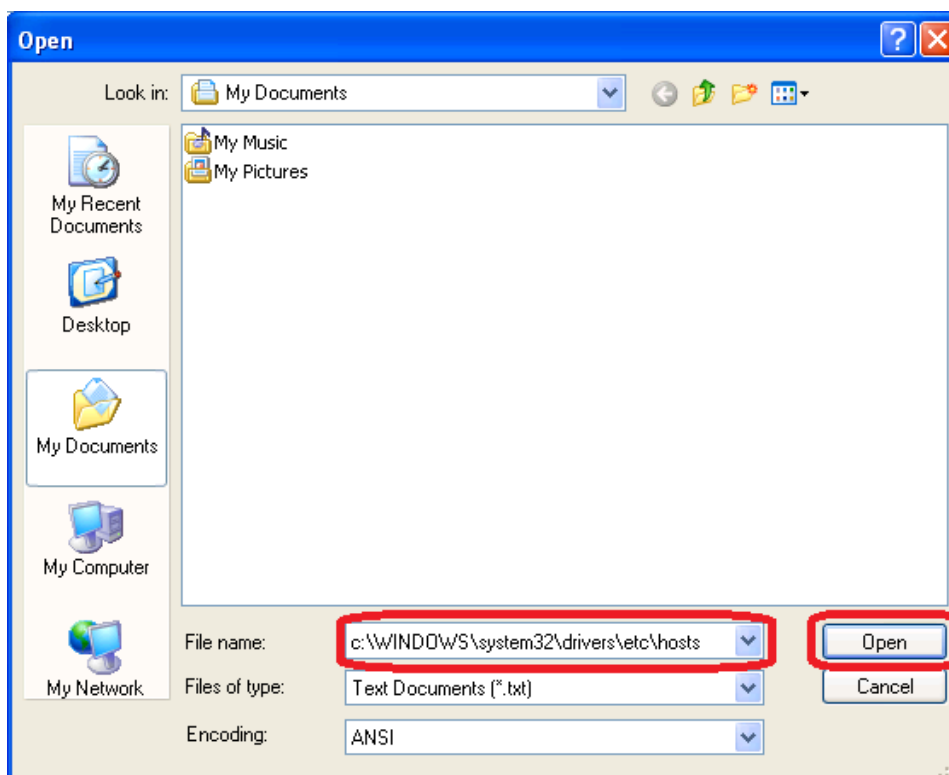 Open
Look in:
My Documents
My Music
My Pictures
My Recent
Documents
Desktop
My Documents
My Computer
My Network
File name:
c:\WINDOWS\system32\drivers\etc\hosts
Open
Files of type:
Text Documents (*.txt)
Cancel
Encoding:
ANSI